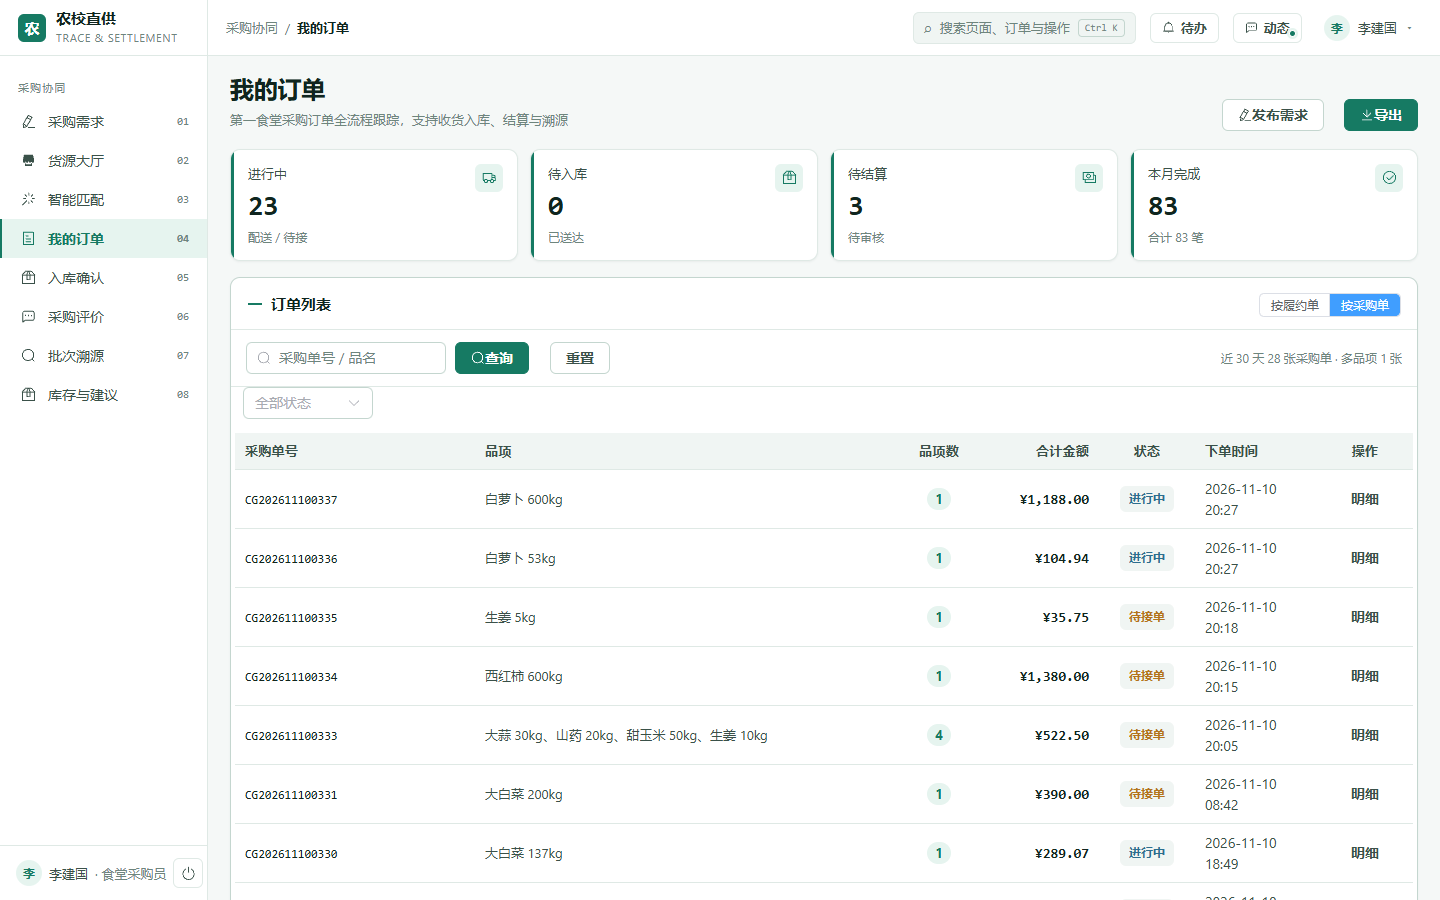 农
农校直供
TRACE & SETTLEMENT
采购协同 / 我的订单
搜索页面、订单与操作 Ctrl K
待办
动态
李 李建国
采购协同
采购需求 01
货源大厅 02
智能匹配 03
我的订单 04
入库确认 05
采购评价 06
批次溯源 07
库存与建议 08
李 李建国 · 食堂采购员
我的订单
第一食堂采购订单全流程跟踪，支持收货入库、结算与溯源
发布需求
导出
进行中
23
配送 / 待接
待入库
0
已送达
待结算
3
待审核
本月完成
83
合计 83 笔
订单列表
按履约单 按采购单
采购单号 / 品名 查询 重置
近 30 天 28 张采购单 · 多品项 1 张
全部状态
采购单号 品项 品项数 合计金额 状态 下单时间 操作
CG202611100337 白萝卜 600kg 1 ¥1,188.00 进行中 2026-11-10 20:27 明细
CG202611100336 白萝卜 53kg 1 ¥104.94 进行中 2026-11-10 20:27 明细
CG202611100335 生姜 5kg 1 ¥35.75 待接单 2026-11-10 20:18 明细
CG202611100334 西红柿 600kg 1 ¥1,380.00 待接单 2026-11-10 20:15 明细
CG202611100333 大蒜 30kg、山药 20kg、甜玉米 50kg、生姜 10kg 4 ¥522.50 待接单 2026-11-10 20:05 明细
CG202611100331 大白菜 200kg 1 ¥390.00 待接单 2026-11-10 08:42 明细
CG202611100330 大白菜 137kg 1 ¥289.07 进行中 2026-11-10 18:49 明细